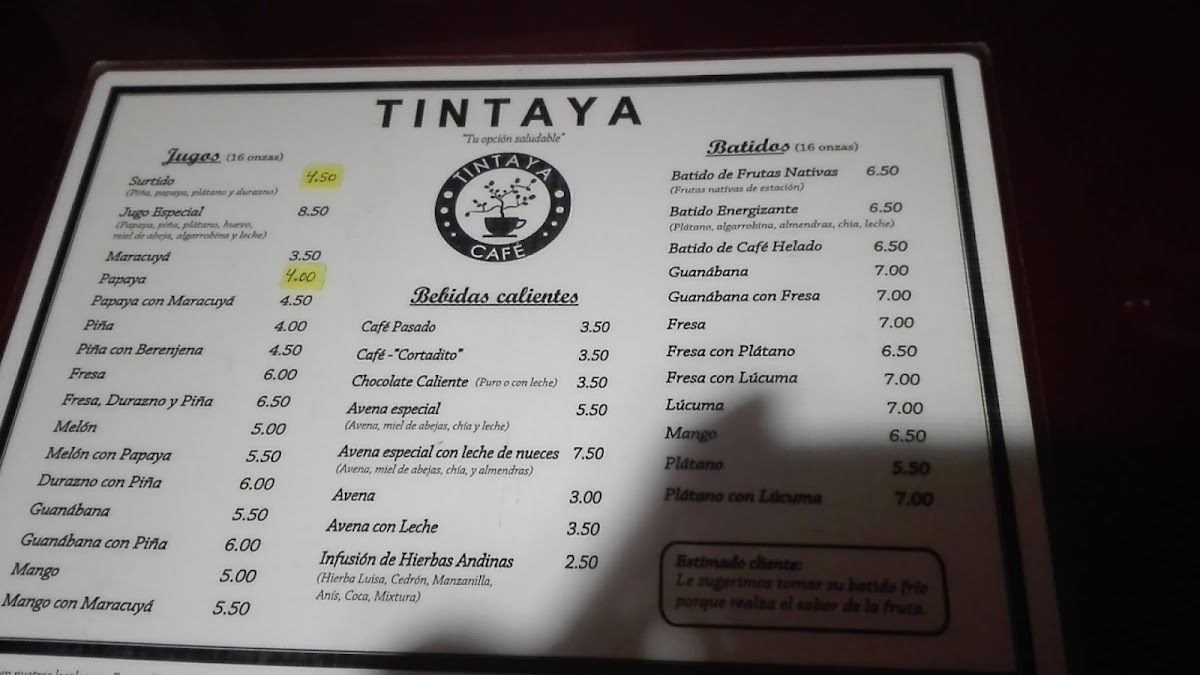 TINTAYA
"Tu opción saludable"
TINTAYA
CAFÉ
Jugos (16 onzas)
Surtido 4.50
(Piña, papaya, plátano y durazno)
Jugo Especial 8.50
(Papaya, piña, plátano, huevo,
miel de abeja, algarrobina y leche)
Maracuyá 3.50
Papaya 4.00
Papaya con Maracuyá 4.50
Piña 4.00
Piña con Berenjena 4.50
Fresa 6.00
Fresa, Durazno y Piña 6.50
Melón 5.00
Melón con Papaya 5.50
Durazno con Piña 6.00
Guanábana 5.50
Guanábana con Piña 6.00
Mango 5.00
Mango con Maracuyá 5.50
Bebidas calientes
Café Pasado 3.50
Café -"Cortadito" 3.50
Chocolate Caliente (Puro o con leche) 3.50
Avena especial 5.50
(Avena, miel de abejas, chía y leche)
Avena especial con leche de nueces 7.50
(Avena, miel de abejas, chía, y almendras)
Avena 3.00
Avena con Leche 3.50
Infusión de Hierbas Andinas 2.50
(Hierba Luisa, Cedrón, Manzanilla,
Anís, Coca, Mixtura)
Batidos (16 onzas)
Batido de Frutas Nativas 6.50
(Frutas nativas de estación)
Batido Energizante 6.50
(Plátano, algarrobina, almendras, chia, leche)
Batido de Café Helado 6.50
Guanábana 7.00
Guanábana con Fresa 7.00
Fresa 7.00
Fresa con Plátano 6.50
Fresa con Lúcuma 7.00
Lúcuma 7.00
Mango 6.50
Plátano 5.50
Plátano con Lúcuma 7.00
Estimado cliente:
Le sugerimos tomar su batido frío
porque realza el sabor de la fruta.